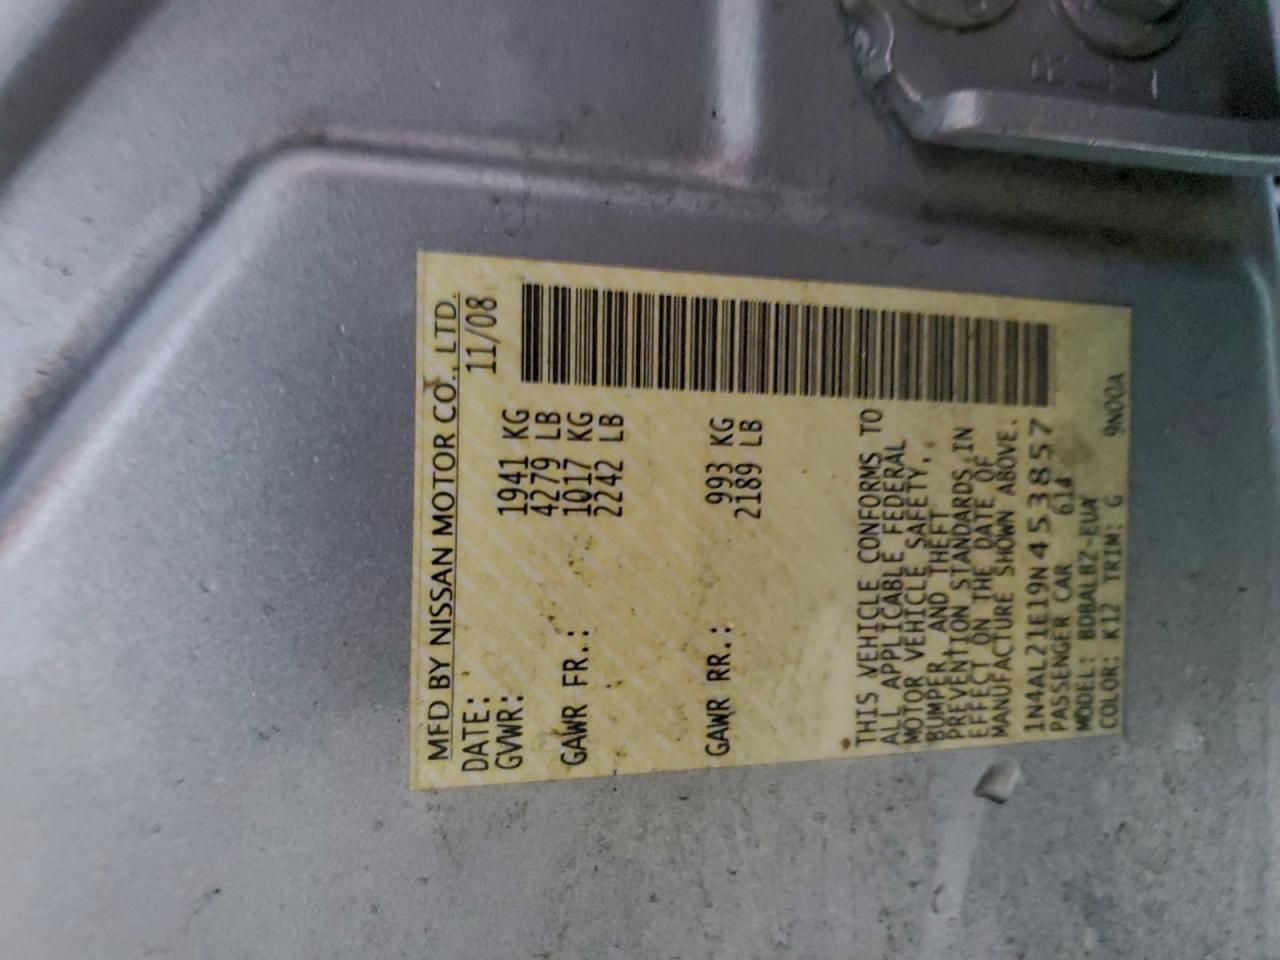 MFD BY NISSAN MOTOR CO., LTD.
DATE: 11/08
GVWR: 1941 KG
4279 LB
GAWR FR.: 1017 KG
2242 LB
GAWR RR.: 993 KG
2189 LB
THIS VEHICLE CONFORMS TO
ALL APPLICABLE FEDERAL
MOTOR VEHICLE SAFETY,
BUMPER, AND THEFT
PREVENTION STANDARDS IN
EFFECT ON THE DATE OF
MANUFACTURE SHOWN ABOVE.
1N4AL21E19N453857
PASSENGER CAR 614
MODEL: BDBALBZ-EUA
COLOR: K12 TRIM: G 9N00A